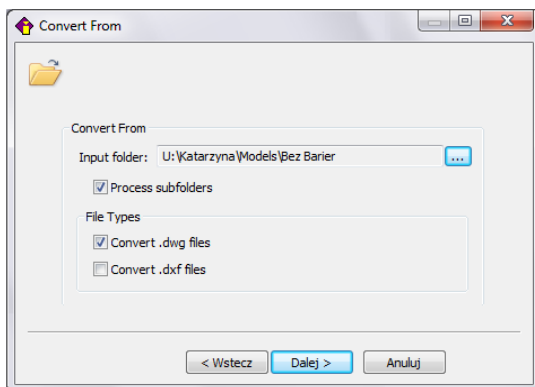 Convert From
Convert From
Input folder: U:\Katarzyna\Models\Bez Barier ...
Process subfolders
File Types
Convert .dwg files
Convert .dxf files
< Wstecz Dalej > Anuluj